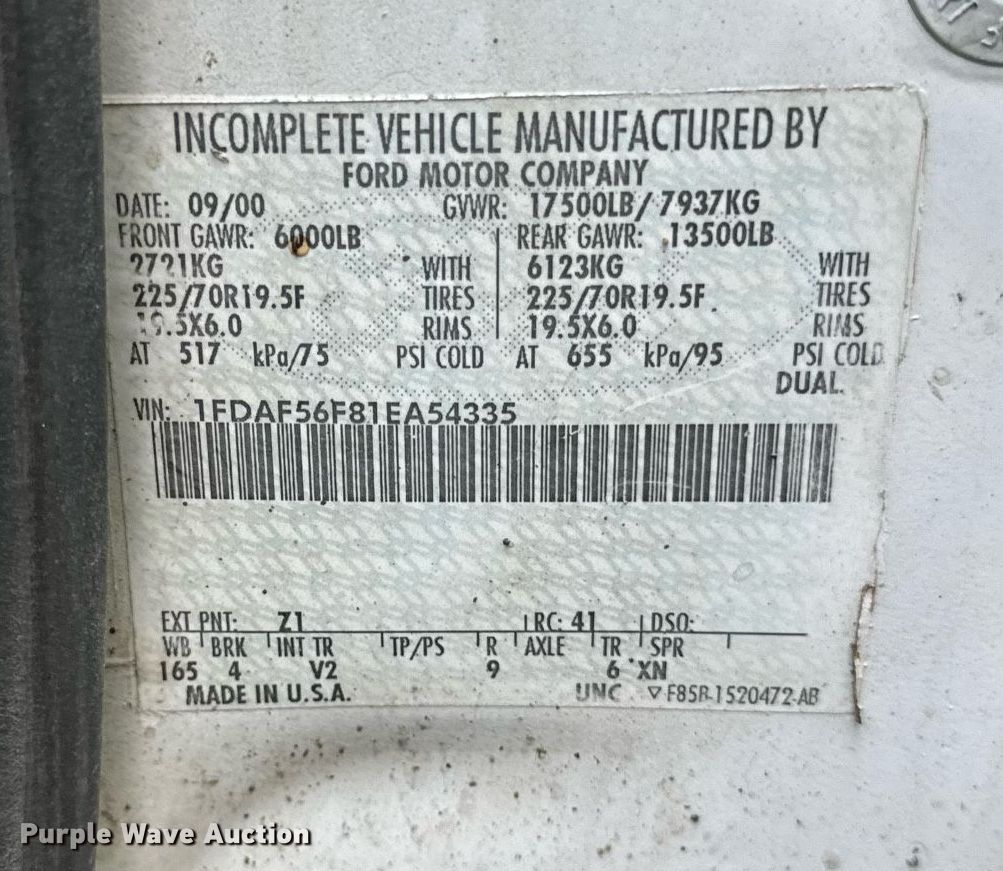 INCOMPLETE VEHICLE MANUFACTURED BY
FORD MOTOR COMPANY
DATE: 09/00 GVWR: 17500LB/ 7937KG
FRONT GAWR: 6000LB REAR GAWR: 13500LB
2721KG WITH 6123KG WITH
225/70R19.5F TIRES 225/70R19.5F TIRES
19.5X6.0 RIMS 19.5X6.0 RIMS
AT 517 kPa/75 PSI COLD AT 655 kPa/95 PSI COLD
DUAL
VIN: 1FDAF56F81EA54335
EXT PNT: Z1 RC: 41 DSO:
WB BRK INT TR TP/PS R AXLE TR SPR
165 4 V2 9 6 XN
MADE IN U.S.A. UNC F85B-1520472-AB
Purple Wave Auction